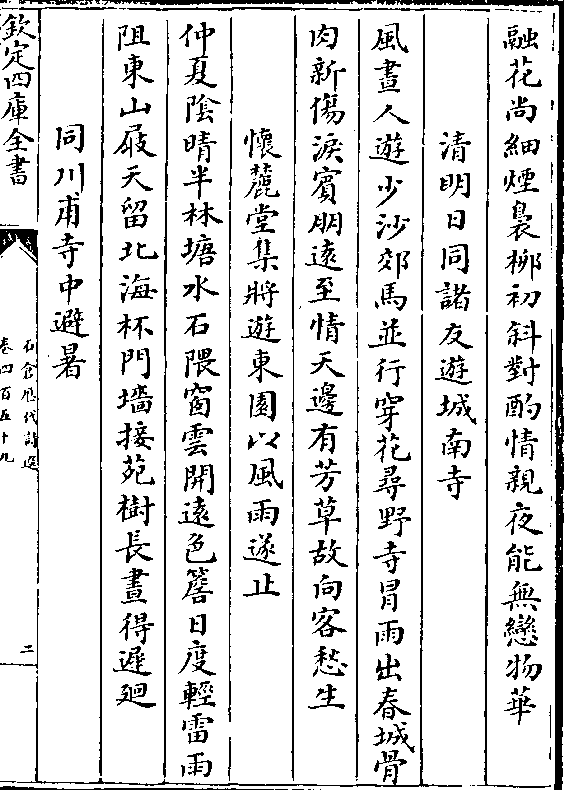 融花尚細煙裊栁初斜對酌情親夜能無戀物華
清明日同諸友遊城南寺
風晝人遊少沙郊馬並行穿花尋野寺冒雨出春城骨
肉新傷淚賓朋遠至情天邊有芳草故向客愁生
懷麓堂集將遊東園以風雨遂止
仲夏陰晴半林塘水石隈窗雲開遠色簷日度輕雷雨
阻東山屐天留北海杯門墻接苑樹長晝得遲廻
同川甫寺中避暑
欽定四庫全書
石倉歷代詩選
卷四百五十九
二